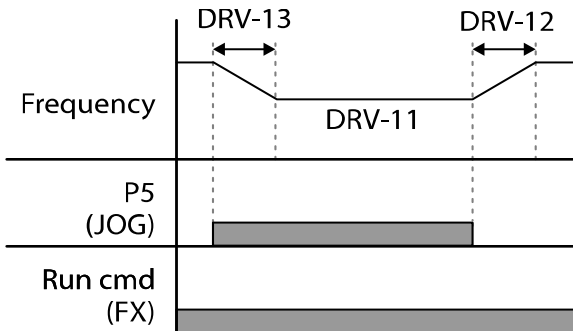 DRV-13
DRV-12
Frequency
DRV-11
P5
(JOG)
Run cmd
(FX)